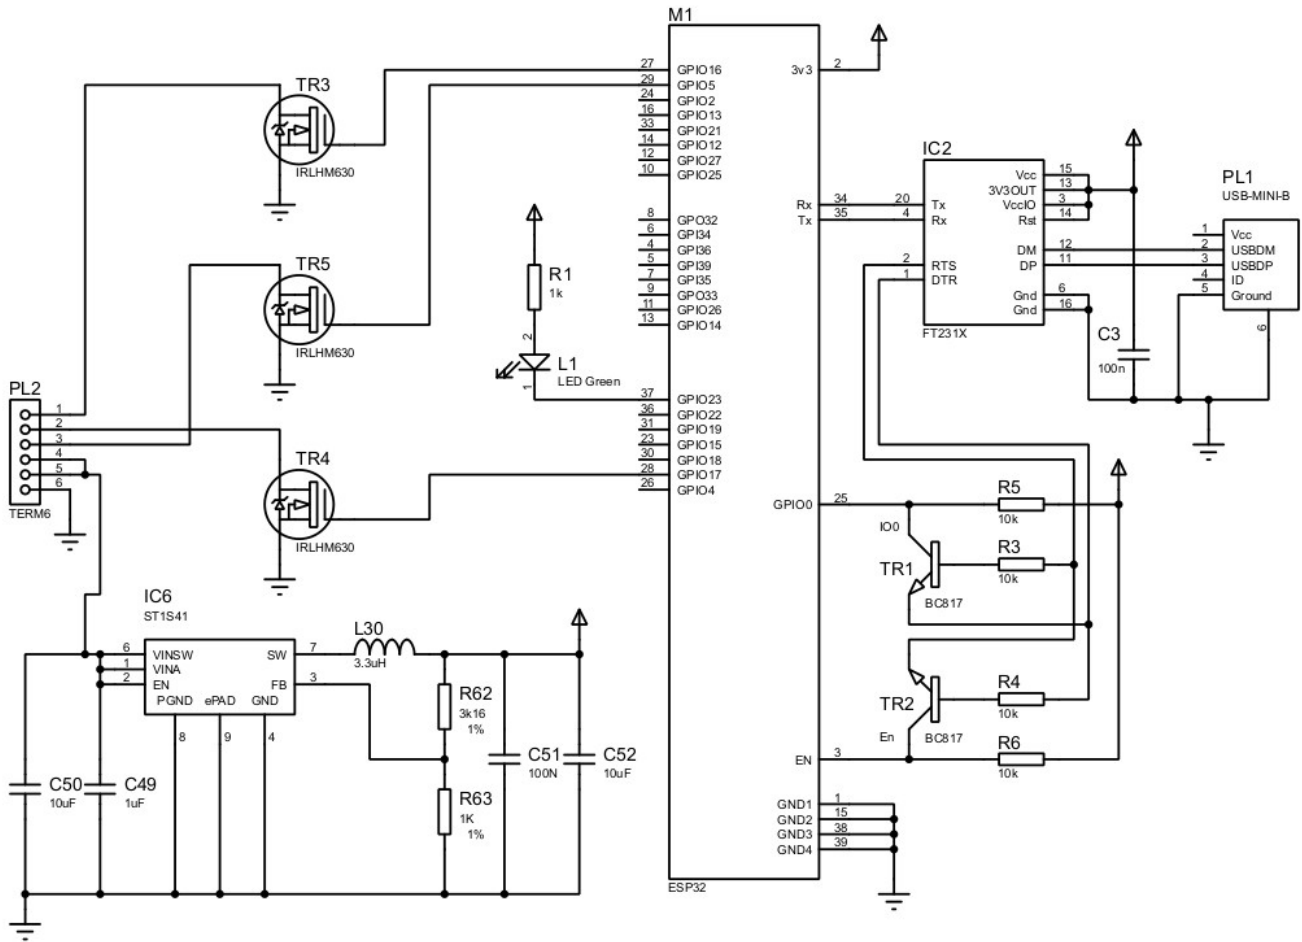 M1
27 GPIO16
29 GPIO5
24 GPIO2
16 GPIO13
33 GPIO21
14 GPIO12
12 GPIO27
10 GPIO25
8 GPO32
6 GPI34
4 GPI36
5 GPI39
7 GPI35
9 GPO33
11 GPIO26
13 GPIO14
37 GPIO23
36 GPIO22
31 GPIO19
23 GPIO15
30 GPIO18
28 GPIO17
26 GPIO4
3v3 2
Rx 34
Tx 35
GPIO0 25
EN 3
GND1 1
GND2 15
GND3 38
GND4 39
ESP32
TR3
IRLHM630
TR5
IRLHM630
TR4
IRLHM630
R1
1k
2
L1
LED Green
1
PL2
1
2
3
4
5
6
TERM6
IC6
ST1S41
6 VINSW SW 7
1 VINA
2 EN FB 3
PGND ePAD GND
8 9 4
L30
3.3uH
R62
3k16
1%
R63
1K
1%
C50
10uF
C49
1uF
C51
100N
C52
10uF
IC2
20 Tx
4 Rx
2 RTS
1 DTR
Vcc 15
3V3OUT 13
VccIO 3
Rst 14
DM 12
DP 11
Gnd 6
Gnd 16
FT231X
C3
100n
PL1
USB-MINI-B
1 Vcc
2 USBDM
3 USBDP
4 ID
5 Ground
6
R5
10k
IO0
R3
10k
TR1
BC817
R4
10k
TR2
BC817
En
R6
10k